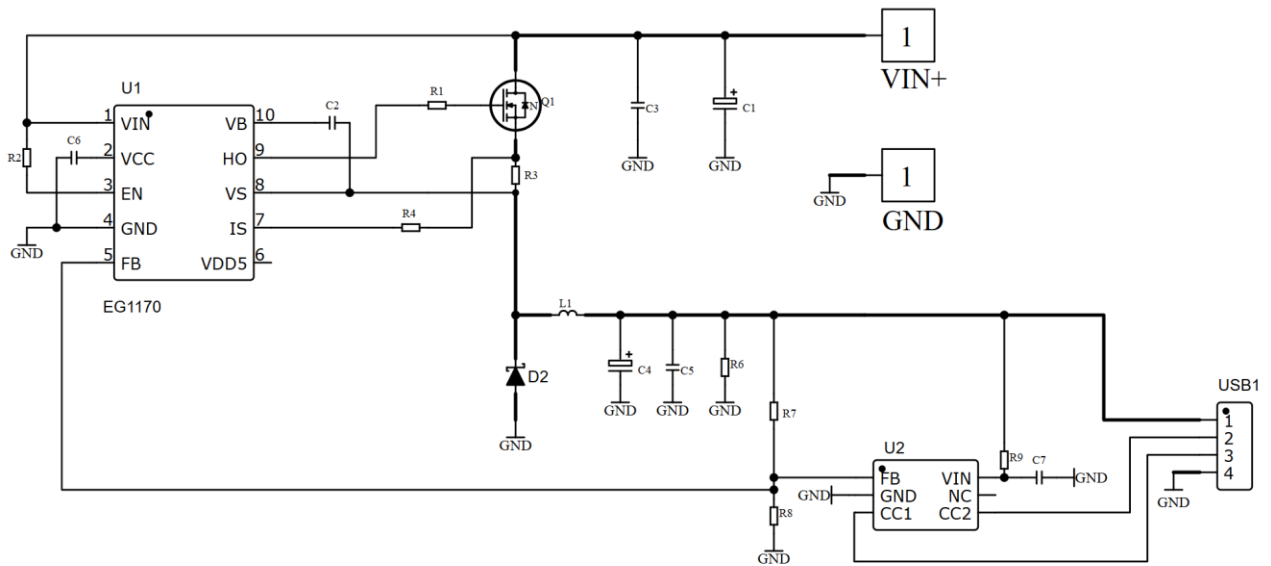 1
VIN+
U1
R1
Q1
C3
+
C1
C2
1
VIN
VB
10
R2
C6
2
VCC
HO
9
GND
GND
R3
3
EN
VS
8
1
GND
GND
R4
4
GND
IS
7
GND
5
FB
VDD5
6
EG1170
L1
D2
+
C4
C5
R6
GND
GND
GND
USB1
R7
1
GND
U2
2
R9
C7
3
FB
VIN
GND
4
GND
GND
NC
R8
CC1
CC2
GND
GND